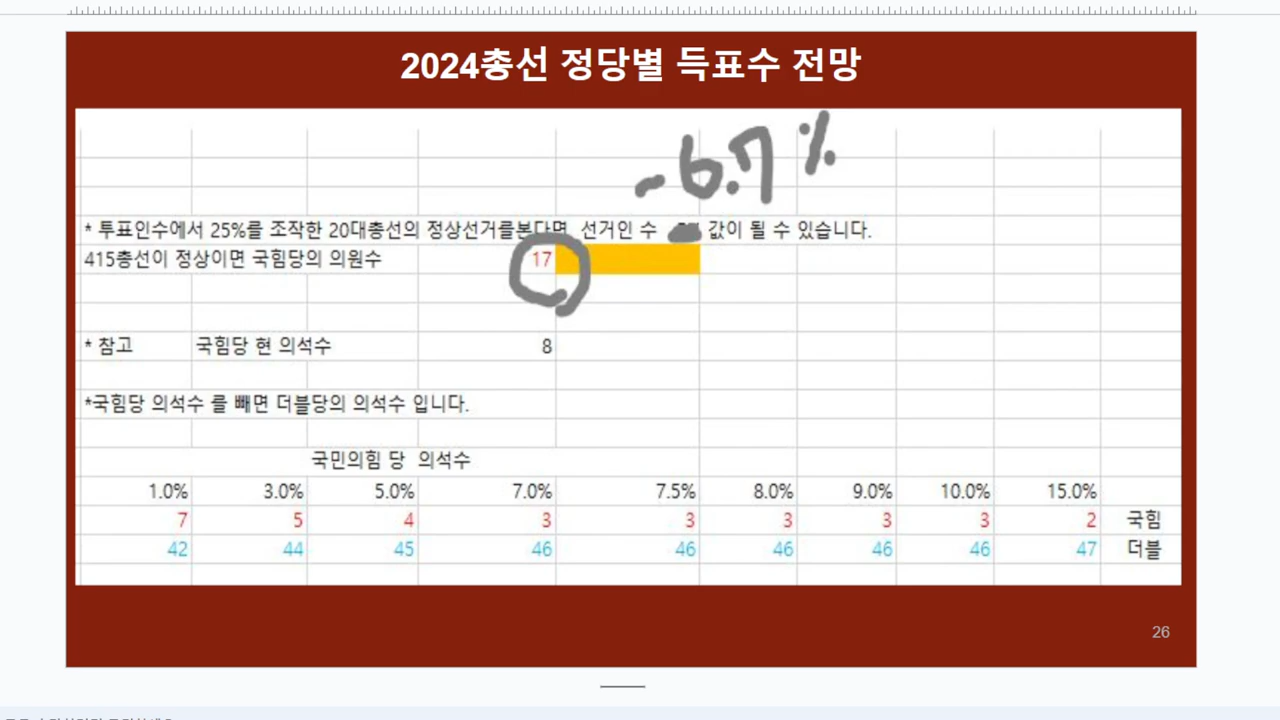 2024총선 정당별 득표수 전망
-6.7%
* 투표인수에서 25%를 조작한 20대총선의 정상선거를본다면 선거인 수 값이 될 수 있습니다.
415총선이 정상이면 국힘당의 의원수 17
* 참고 국힘당 현 의석수 8
*국힘당 의석수 를 빼면 더블당의 의석수 입니다.
국민의힘 당 의석수
1.0% 3.0% 5.0% 7.0% 7.5% 8.0% 9.0% 10.0% 15.0%
7 5 4 3 3 3 3 3 2 국힘
42 44 45 46 46 46 46 46 47 더블
26